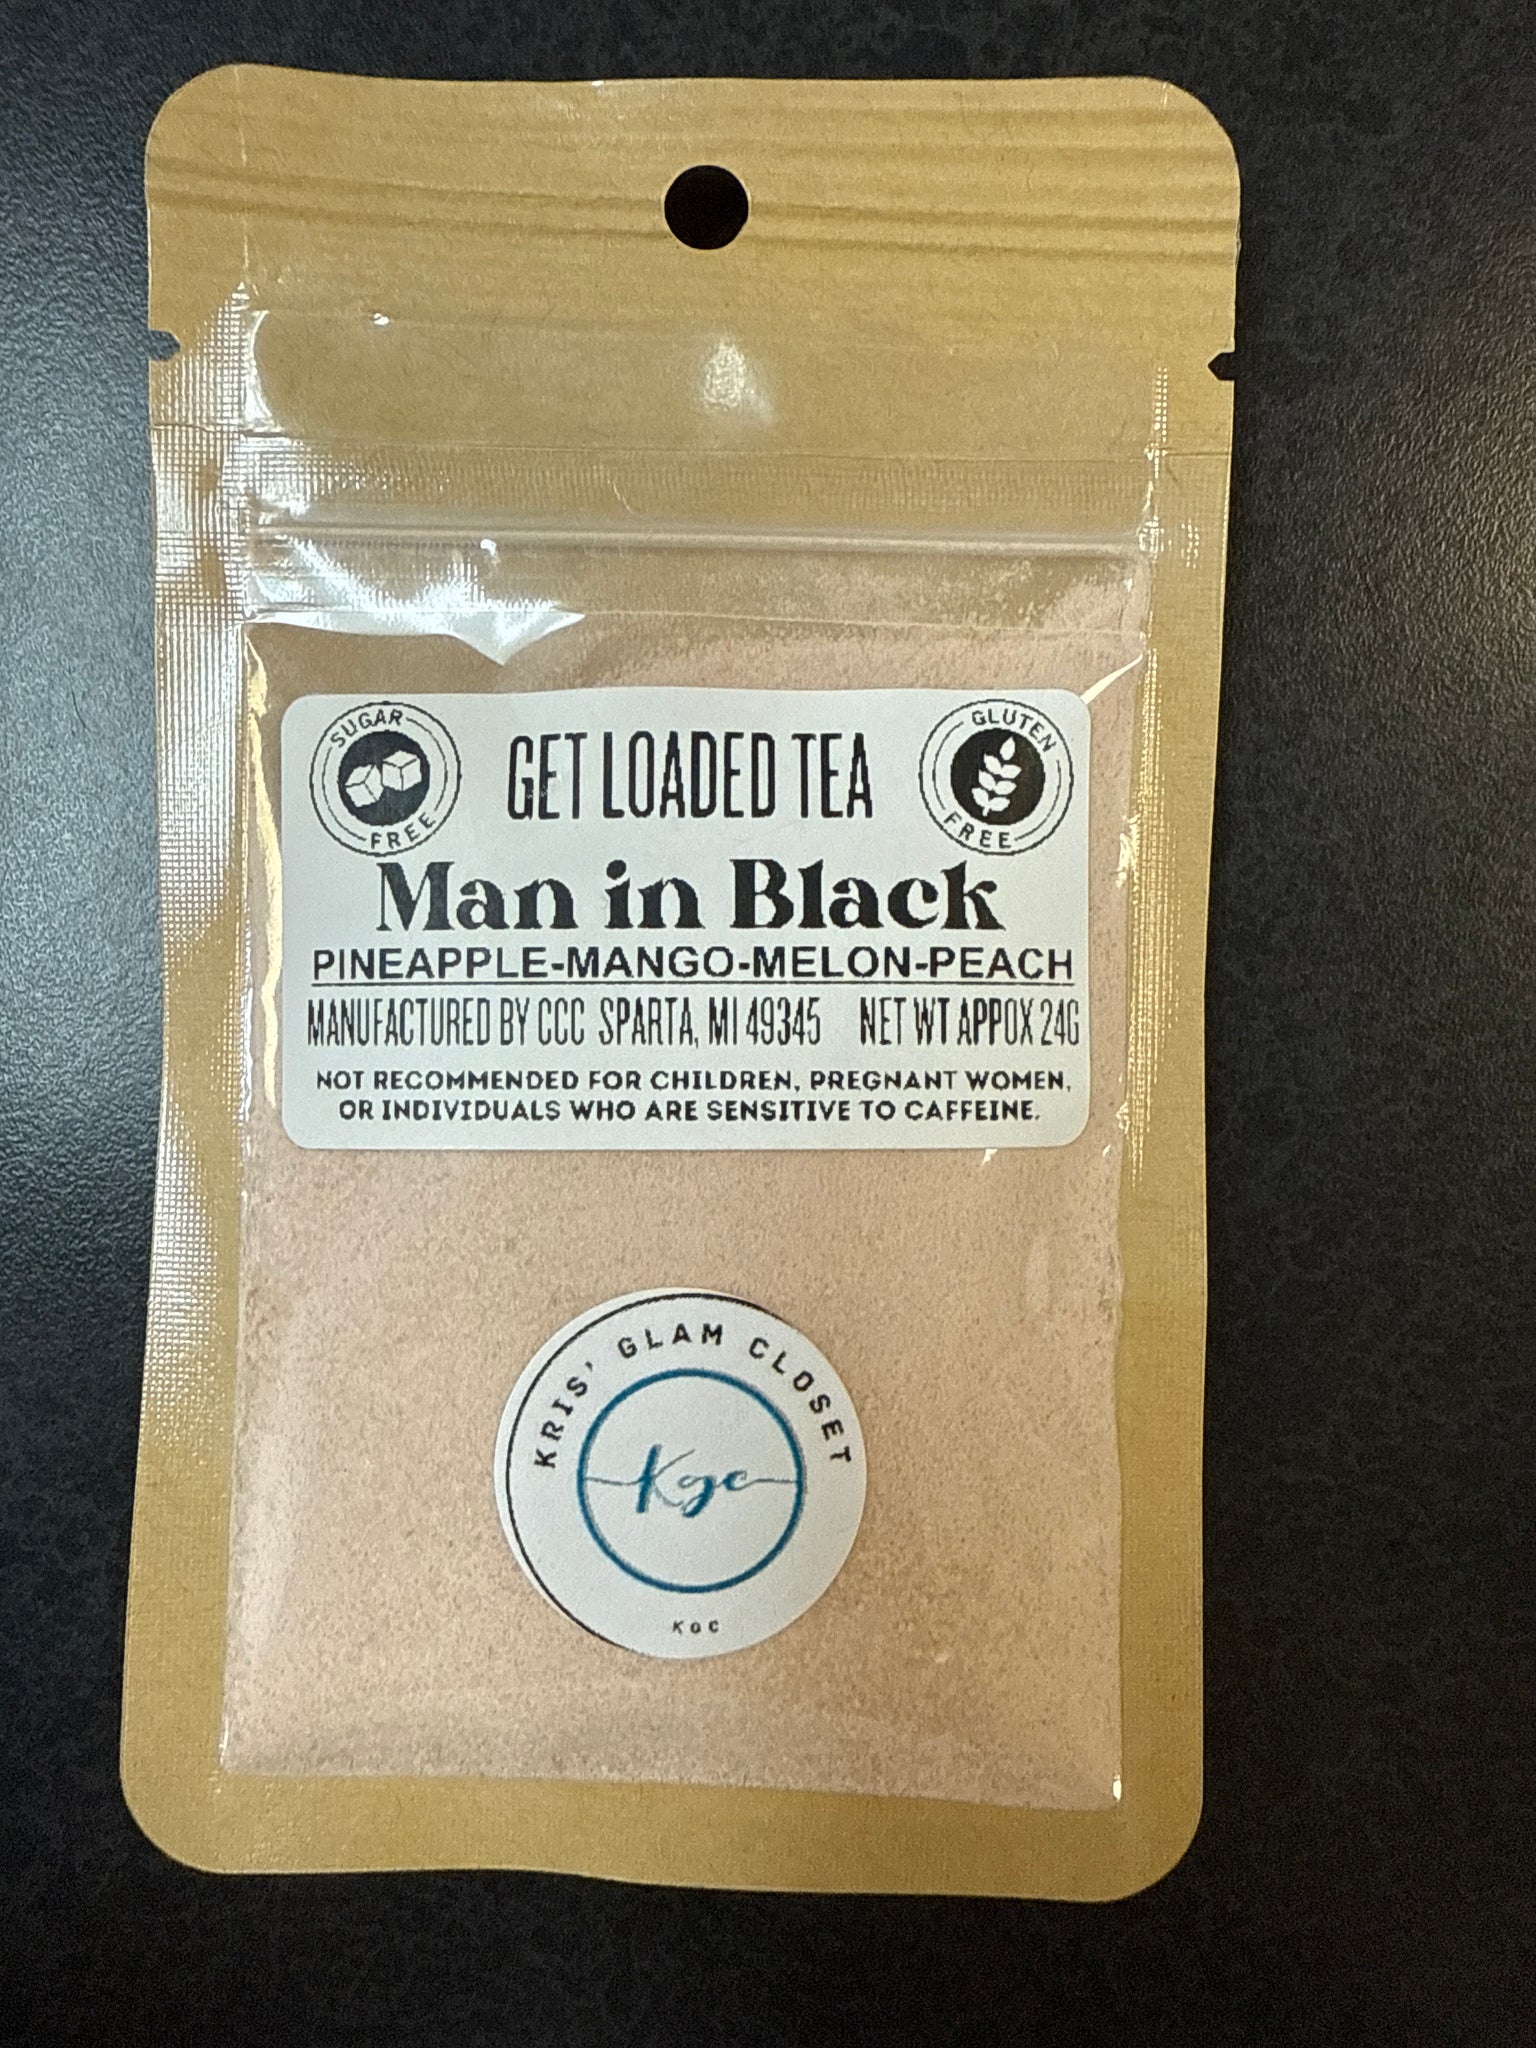 SUGAR FREE
GET LOADED TEA
GLUTEN FREE
Man in Black
PINEAPPLE-MANGO-MELON-PEACH
MANUFACTURED BY CCC SPARTA, MI 49345 NET WT APPOX 24G
NOT RECOMMENDED FOR CHILDREN, PREGNANT WOMEN,
OR INDIVIDUALS WHO ARE SENSITIVE TO CAFFEINE.
KRIS' GLAM CLOSET
Kgc
KGC